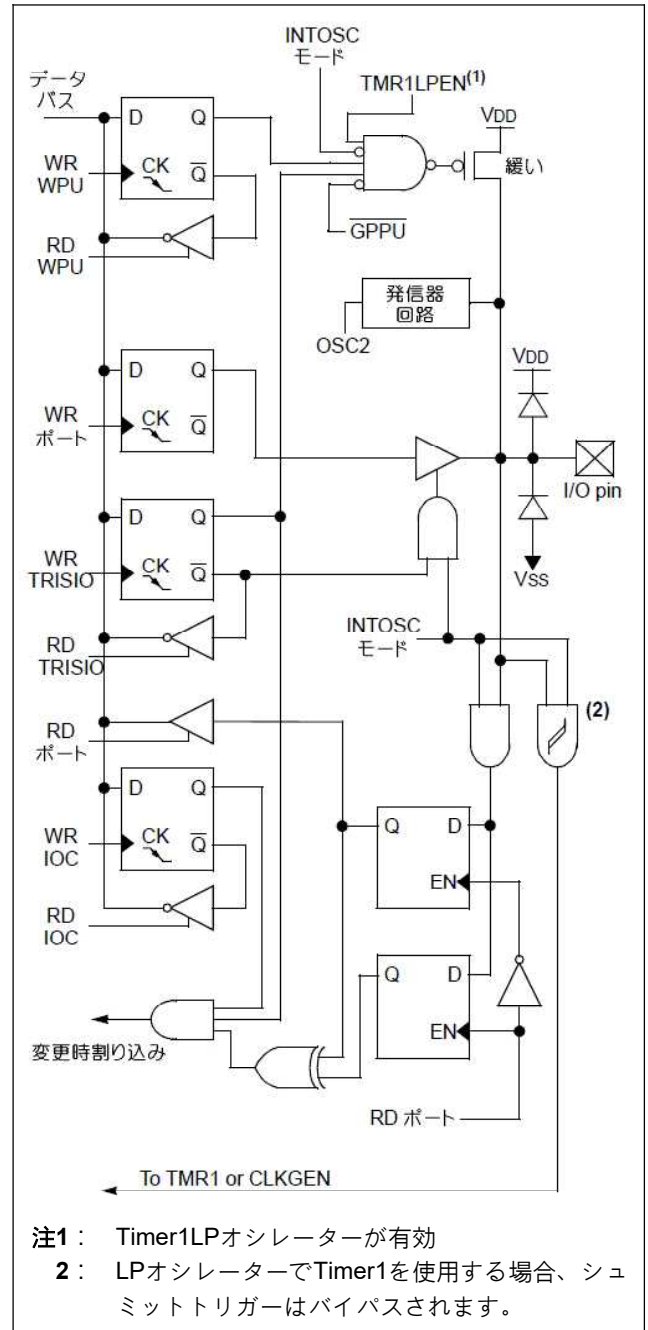 INTOSC
モード
TMR1LPEN(1)
データ
バス
D Q
WR
WPU
CK
Q
RD
WPU
GPPU
VDD
緩い
発信器
回路
OSC2
D Q
WR
ポート
CK
Q
VDD
I/O pin
VSS
D Q
WR
TRISIO
CK
Q
RD
TRISIO
INTOSC
モード
(2)
RD
ポート
D Q
WR
IOC
CK
Q
RD
IOC
Q D
EN
Q D
EN
変更時割り込み
RD ポート
To TMR1 or CLKGEN
注1： Timer1LPオシレーターが有効
2： LPオシレーターでTimer1を使用する場合、シュ
ミットトリガーはバイパスされます。